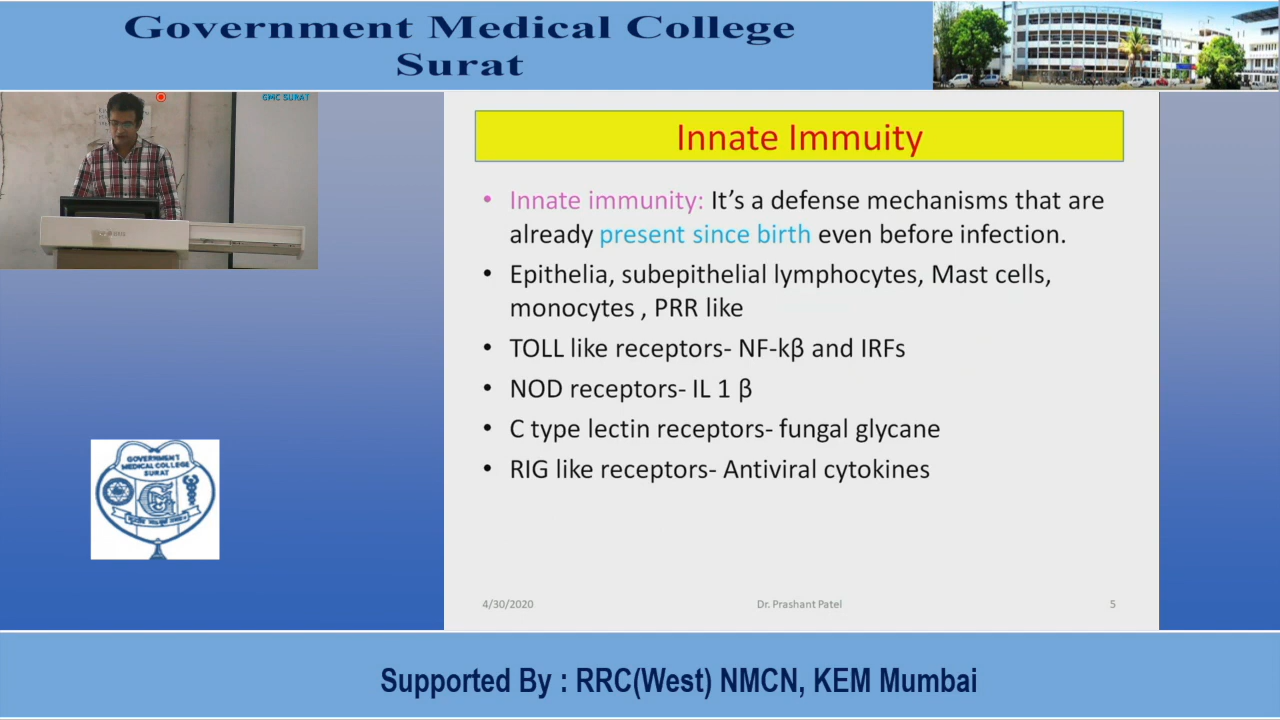 Government Medical College
Surat
GMC SURAT
Innate Immuity
• Innate immunity: It’s a defense mechanisms that are
already present since birth even before infection.
• Epithelia, subepithelial lymphocytes, Mast cells,
monocytes , PRR like
• TOLL like receptors- NF-kβ and IRFs
• NOD receptors- IL 1 β
• C type lectin receptors- fungal glycane
• RIG like receptors- Antiviral cytokines
GOVERNMENT
MEDICAL COLLEGE
SURAT
4/30/2020
Dr. Prashant Patel
5
Supported By : RRC(West) NMCN, KEM Mumbai